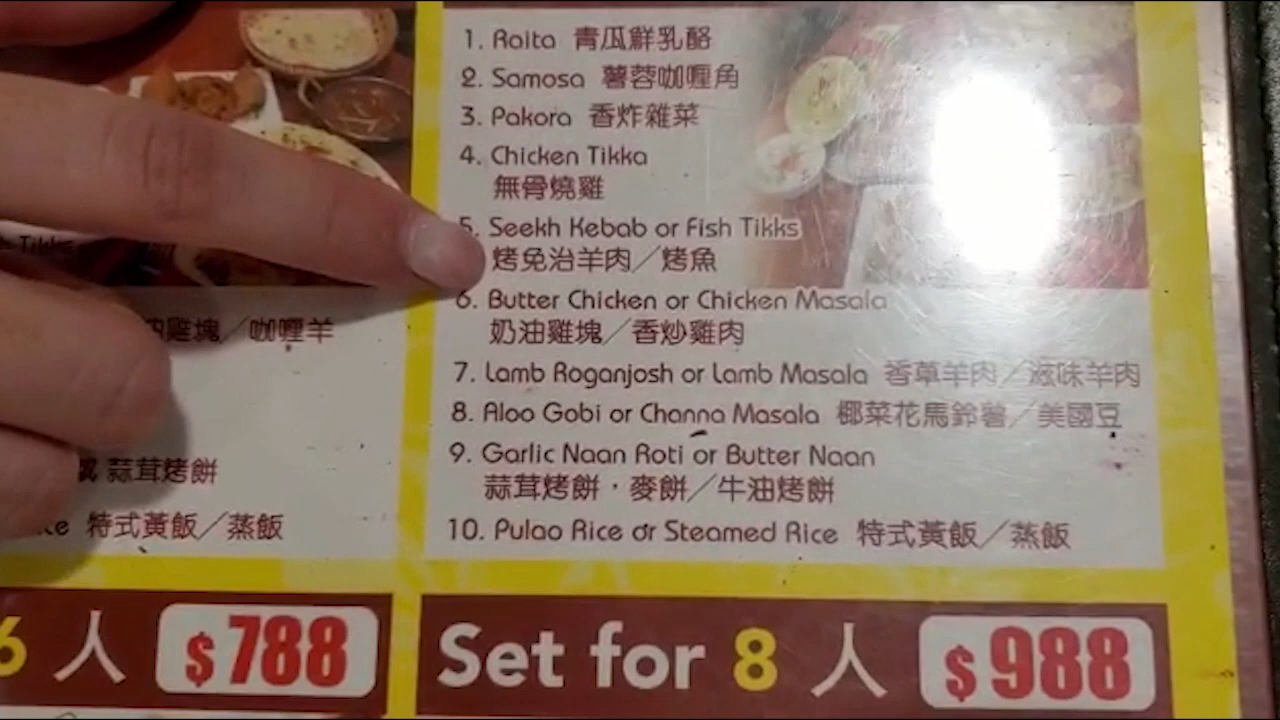 1. Raita 青瓜鮮乳酪
2. Samosa 薯蓉咖喱角
3. Pakora 香炸雜菜
4. Chicken Tikka
無骨燒雞
5. Seekh Kebab or Fish Tikks
烤免治羊肉／烤魚
6. Butter Chicken or Chicken Masala
奶油雞塊／香炒雞肉
7. Lamb Roganjosh or Lamb Masala 香草羊肉／滋味羊肉
8. Aloo Gobi or Channa Masala 椰菜花馬鈴薯／美國豆
9. Garlic Naan Roti or Butter Naan
蒜茸烤餅．麥餅／牛油烤餅
10. Pulao Rice or Steamed Rice 特式黃飯／蒸飯
Set for 8 人 $988
Tikks
油雞塊／咖喱羊
蒜茸烤餅
特式黃飯／蒸飯
6 人 $788